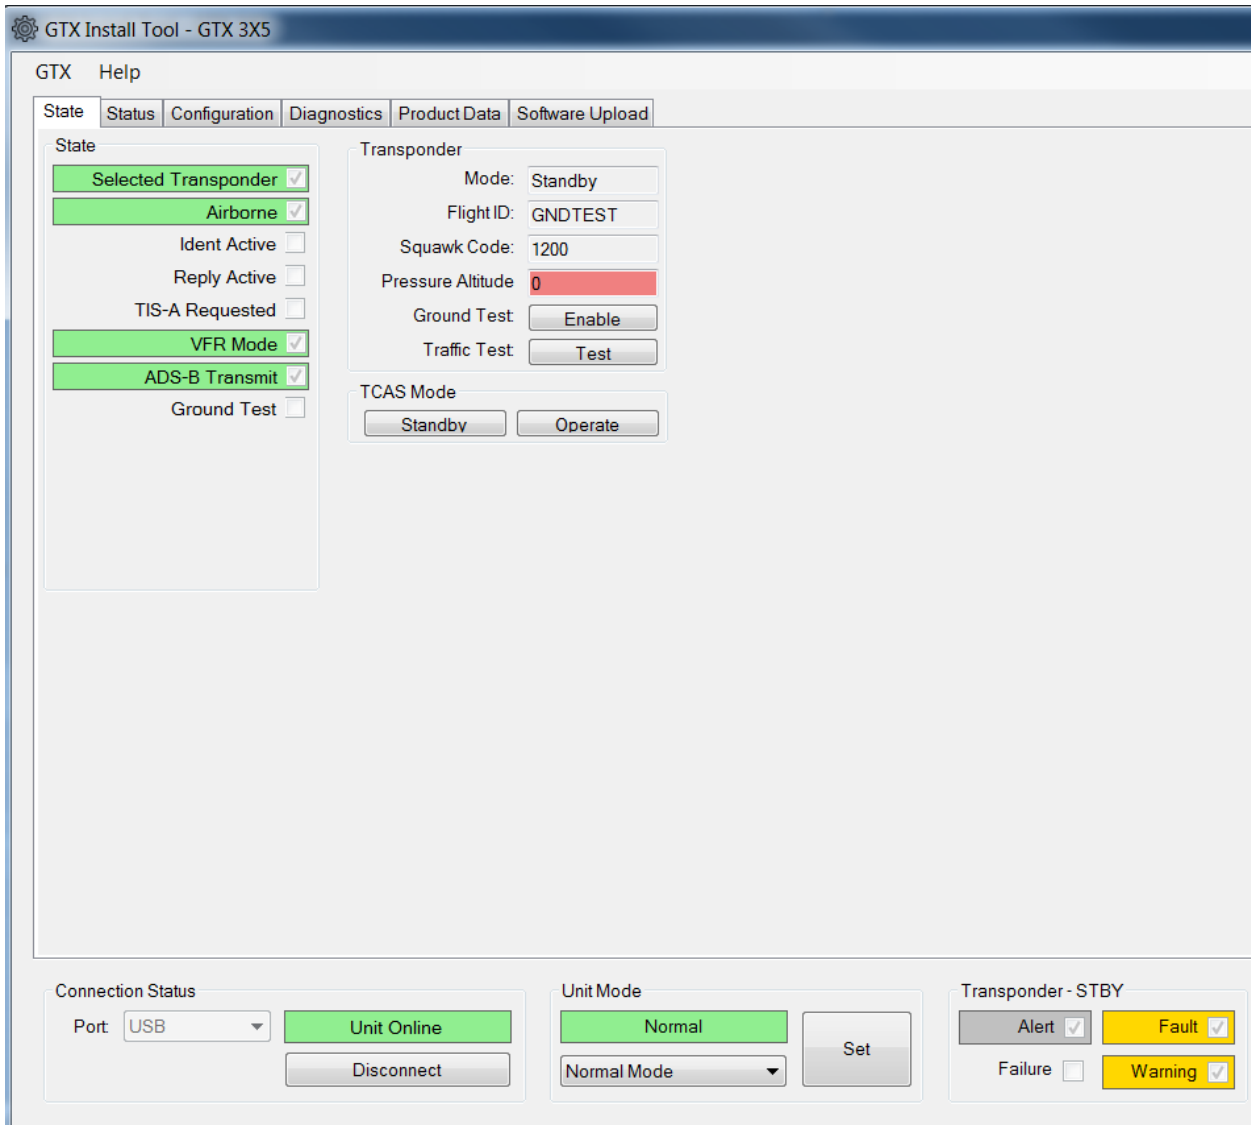 GTX Install Tool - GTX 3X5
GTX Help
State Status Configuration Diagnostics Product Data Software Upload
State
Selected Transponder
Airborne
Ident Active
Reply Active
TIS-A Requested
VFR Mode
ADS-B Transmit
Ground Test
Transponder
Mode: Standby
Flight ID: GNDTEST
Squawk Code: 1200
Pressure Altitude 0
Ground Test: Enable
Traffic Test: Test
TCAS Mode
Standby Operate
Connection Status
Port: USB Unit Online
Disconnect
Unit Mode
Normal
Normal Mode
Set
Transponder - STBY
Alert Fault
Failure Warning